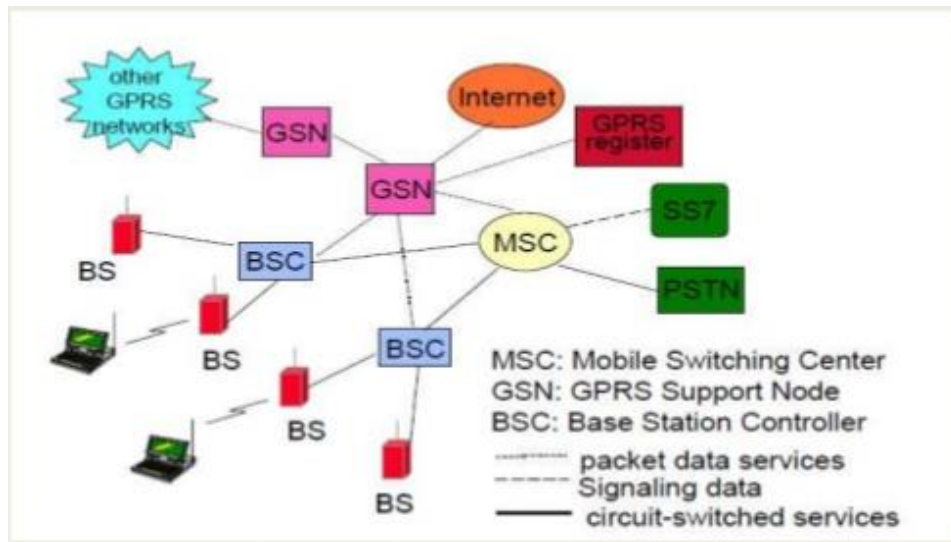 other
GPRS
networks
GSN
Internet
GPRS
register
GSN
SS7
BS
BSC
MSC
PSTN
BS
BSC
BS
BS
MSC: Mobile Switching Center
GSN: GPRS Support Node
BSC: Base Station Controller
packet data services
Signaling data
circuit-switched services